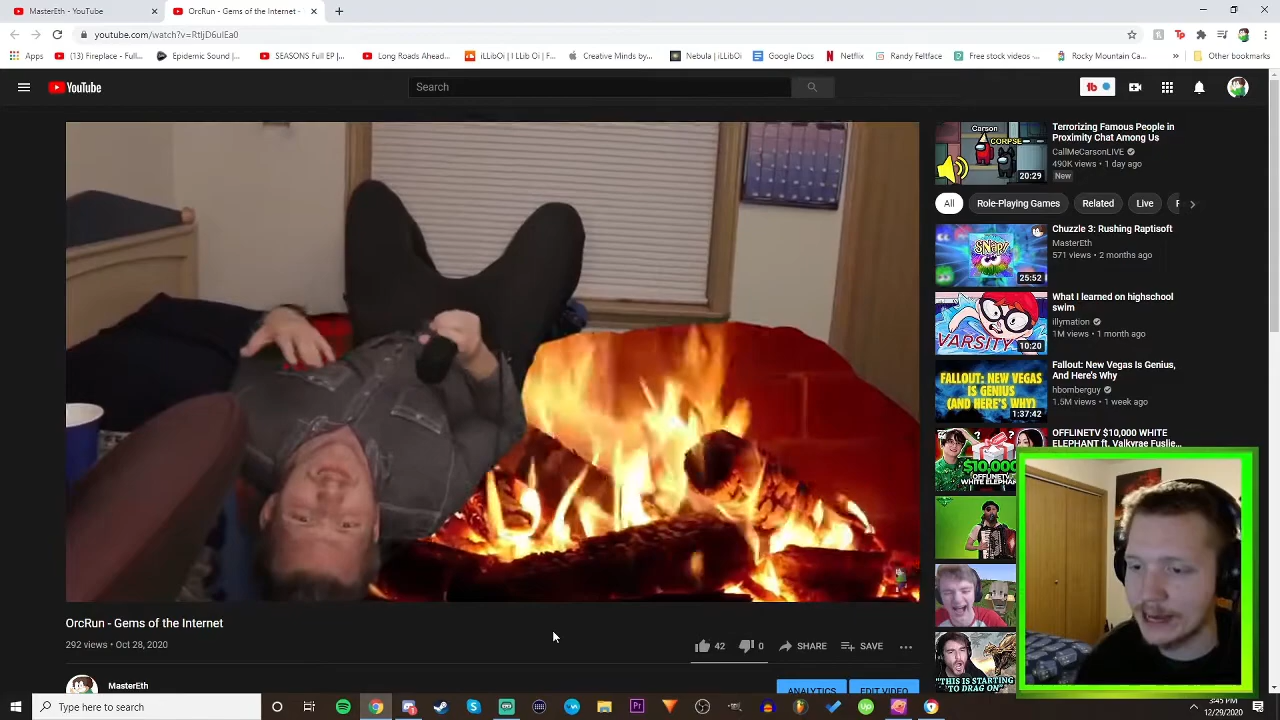 MasterEth - YouTube
OrcRun - Gems of the Internet -
youtube.com/watch?v=RtljD6uIEa0
Apps
(13) Fireplace - Full...
Epidemic Sound |...
SEASONS Full EP |...
Long Roads Ahead...
iLLiBOi | I LLib Oi | F...
Creative Minds by...
Nebula | iLLiBoi
Google Docs
Netflix
Randy Feltface
Free stock videos -...
Rocky Mountain Ca...
Other bookmarks
YouTube
Search
Carson
CORPSE
20:29
Terrorizing Famous People in
Proximity Chat Among Us
CallMeCarsonLIVE
490K views • 1 day ago
New
All
Role-Playing Games
Related
Live
SNAP!
25:52
Chuzzle 3: Rushing Raptisoft
MasterEth
571 views • 2 months ago
VARSITY
10:20
What I learned on highschool
swim
illymation
1M views • 1 month ago
FALLOUT: NEW VEGAS
IS GENIUS
(AND HERE'S WHY)
1:37:42
Fallout: New Vegas Is Genius,
And Here's Why
hbomberguy
1.5M views • 1 week ago
$10,000
WHITE ELEPHANT
OFFLINETV $10,000 WHITE
ELEPHANT ft. Valkyrae Fuslie...
"THIS IS STARTING
TO DRAG ON"
OrcRun - Gems of the Internet
292 views • Oct 28, 2020
42
0
SHARE
SAVE
MasterEth
ANALYTICS
EDIT VIDEO
Type here to search
3:45 PM
12/29/2020